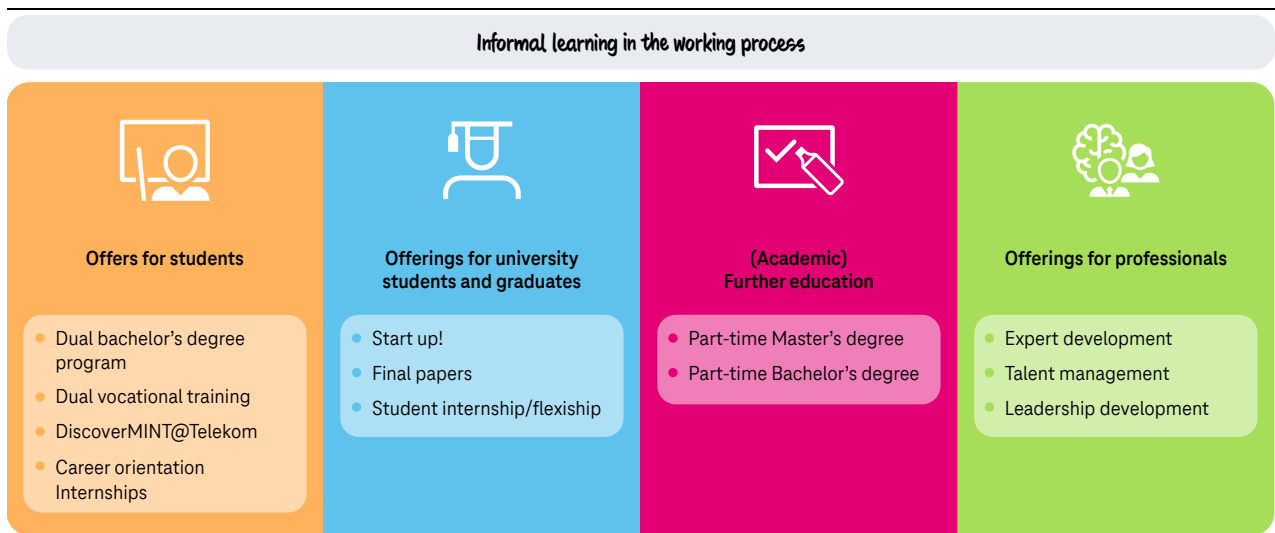 Informal learning in the working process
Offers for students
Dual bachelor's degree
program
Dual vocational training
DiscoverMINT@Telekom
Career orientation
Internships
Offerings for university
students and graduates
Start up!
Final papers
Student internship/flexiship
(Academic)
Further education
Part-time Master's degree
Part-time Bachelor's degree
Offerings for professionals
Expert development
Talent management
Leadership development